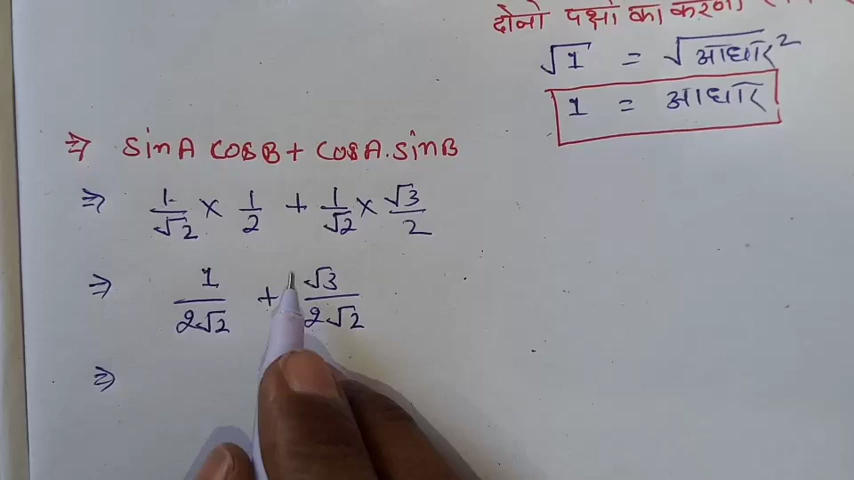 दोनो पक्षो का करणी
√1 = √आधार²
1 = आधार
⇒ sinA cosB + cosA.sinB
⇒ 1/√2 × 1/2 + 1/√2 × √3/2
⇒ 1/2√2 + √3/2√2
⇒